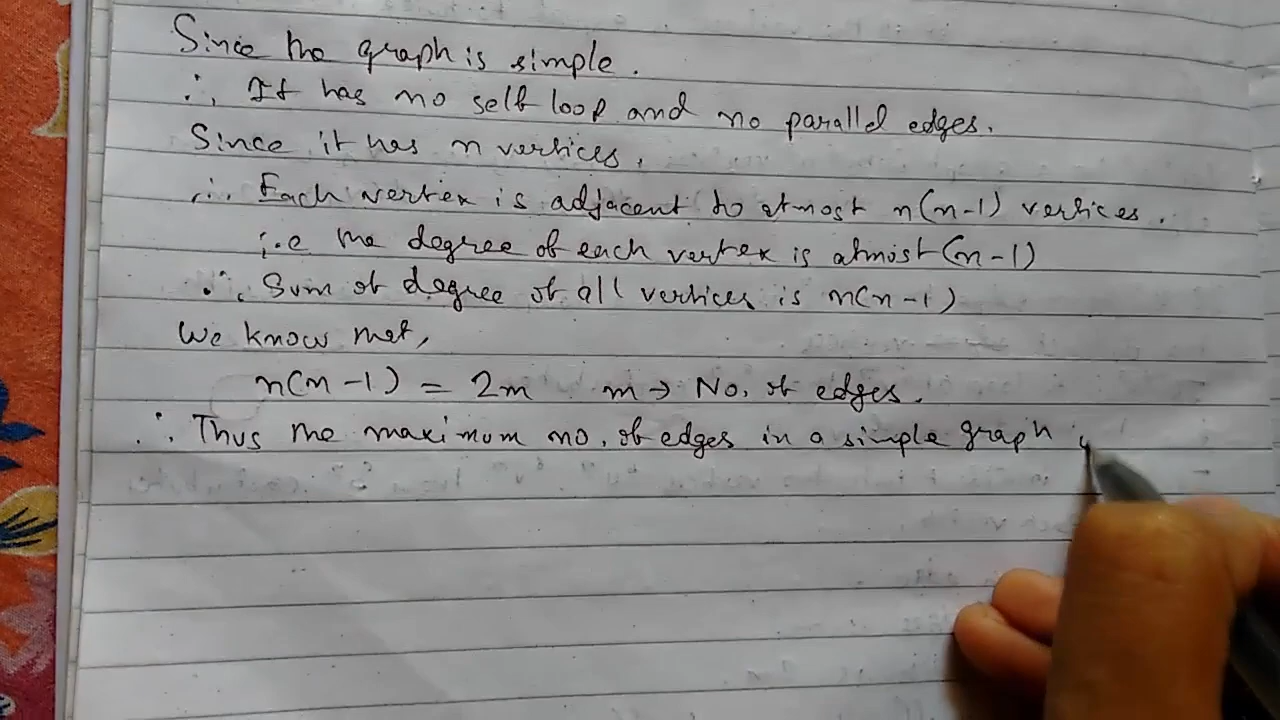 Since the graph is simple.
∴ It has no self loop and no parallel edges.
Since it has n vertices.
∴ Each vertex is adjacent to atmost n(n-1) vertices.
i.e the degree of each vertex is atmost (n-1)
∴ Sum of degree of all vertices is n(n-1)
We know that,
n(n-1) = 2m m → No. of edges.
∴ Thus the maximum no. of edges in a simple graph